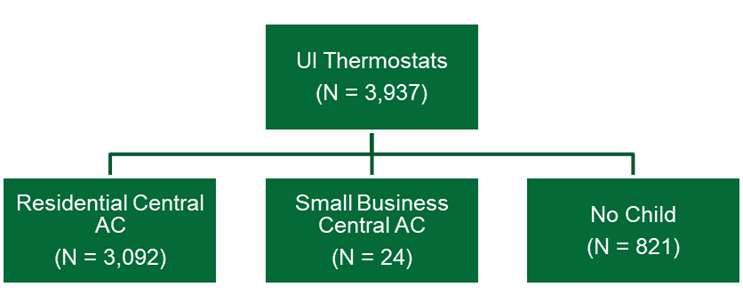 UI Thermostats
(N = 3,937)
Residential Central
AC
(N = 3,092)
Small Business
Central AC
(N = 24)
No Child
(N = 821)